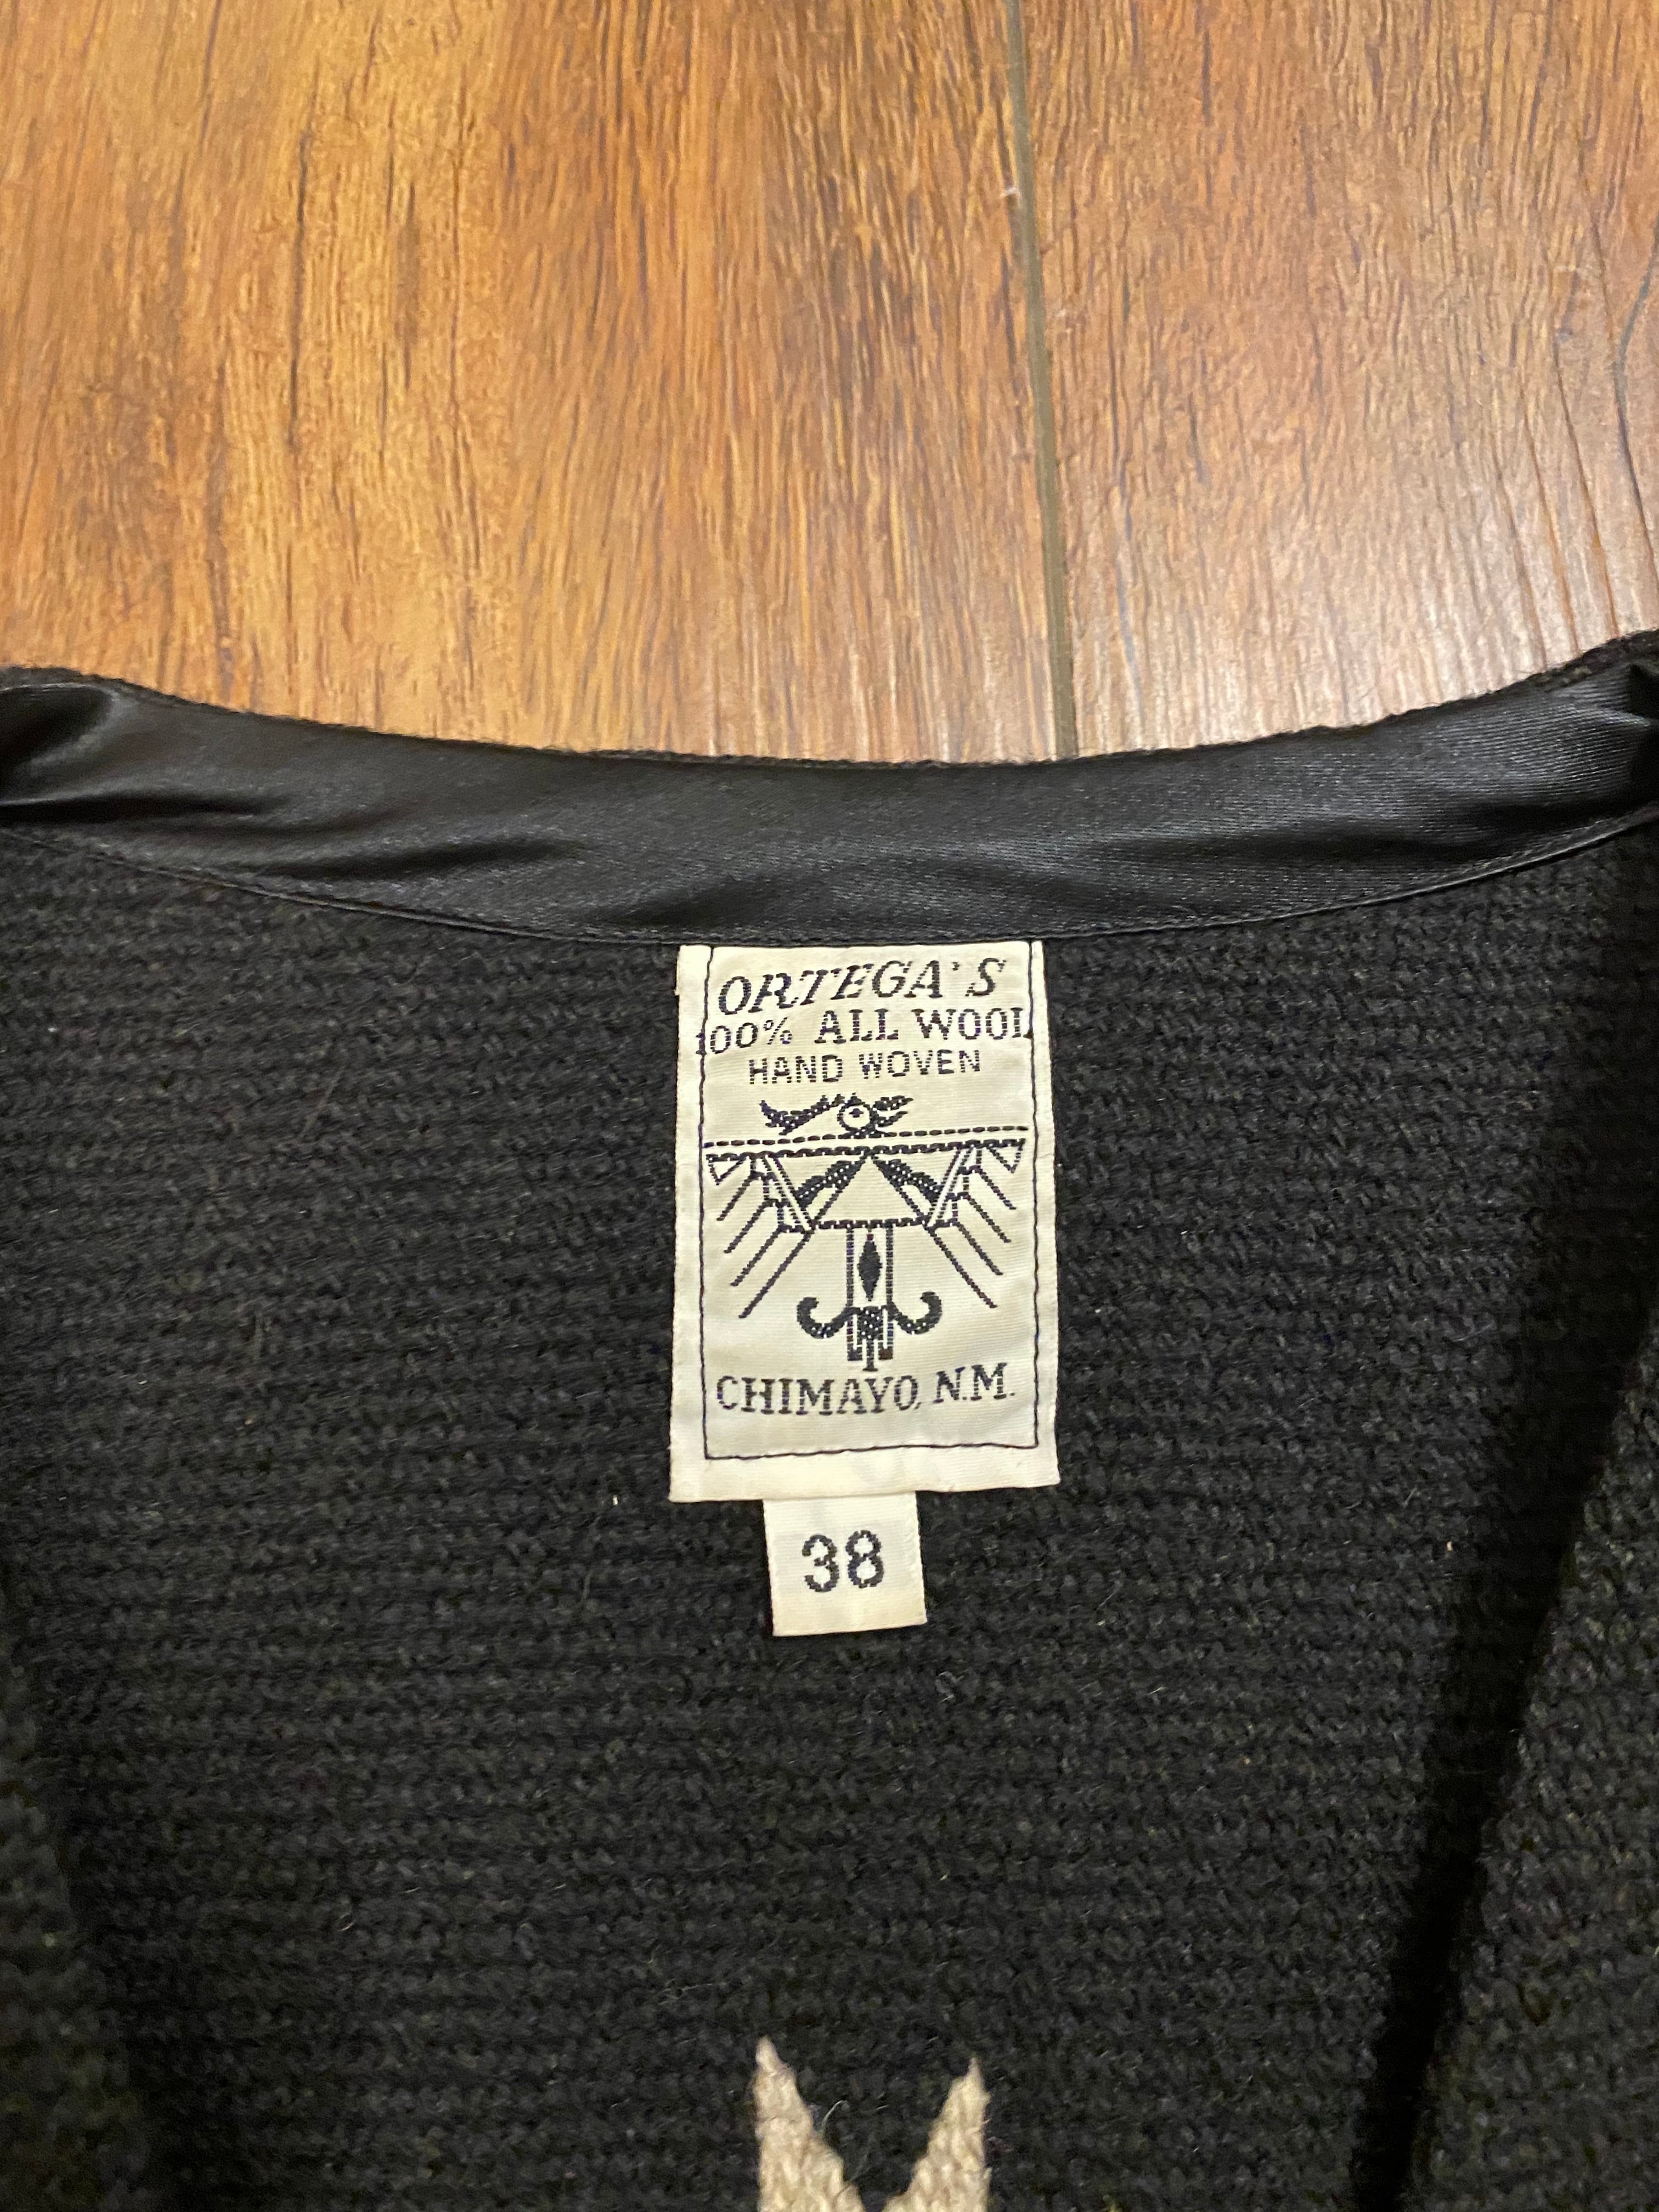 ORTEGA'S
100% ALL WOOL
HAND WOVEN
CHIMAYO, N.M.
38